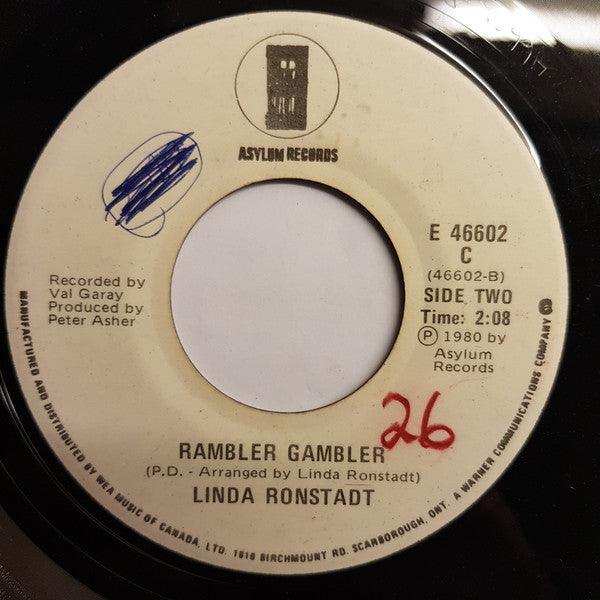 ASYLUM RECORDS
E 46602
C
(46602-B)
SIDE TWO
Time: 2:08
Ⓟ 1980 by
Asylum
Records
Recorded by
Val Garay
Produced by
Peter Asher
26
RAMBLER GAMBLER
(P.D. - Arranged by Linda Ronstadt)
LINDA RONSTADT
MANUFACTURED AND DISTRIBUTED BY WEA MUSIC OF CANADA, LTD. 1810 BIRCHMOUNT RD. SCARBOROUGH, ONT. A WARNER COMMUNICATIONS COMPANY